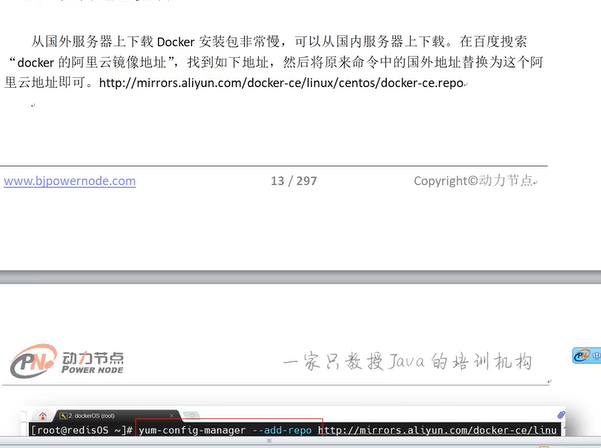 从国外服务器上下载 Docker 安装包非常慢，可以从国内服务器上下载。在百度搜索
“docker 的阿里云镜像地址”，找到如下地址，然后将原来命令中的国外地址替换为这个阿
里云地址即可。http://mirrors.aliyun.com/docker-ce/linux/centos/docker-ce.repo
www.bjpowernode.com 13 / 297 Copyright©动力节点
PN 动力节点 一家只教授Java的培训机构
POWER NODE
2. dockerOS (root)
[root@redisOS ~]# yum-config-manager --add-repo http://mirrors.aliyun.com/docker-ce/linu